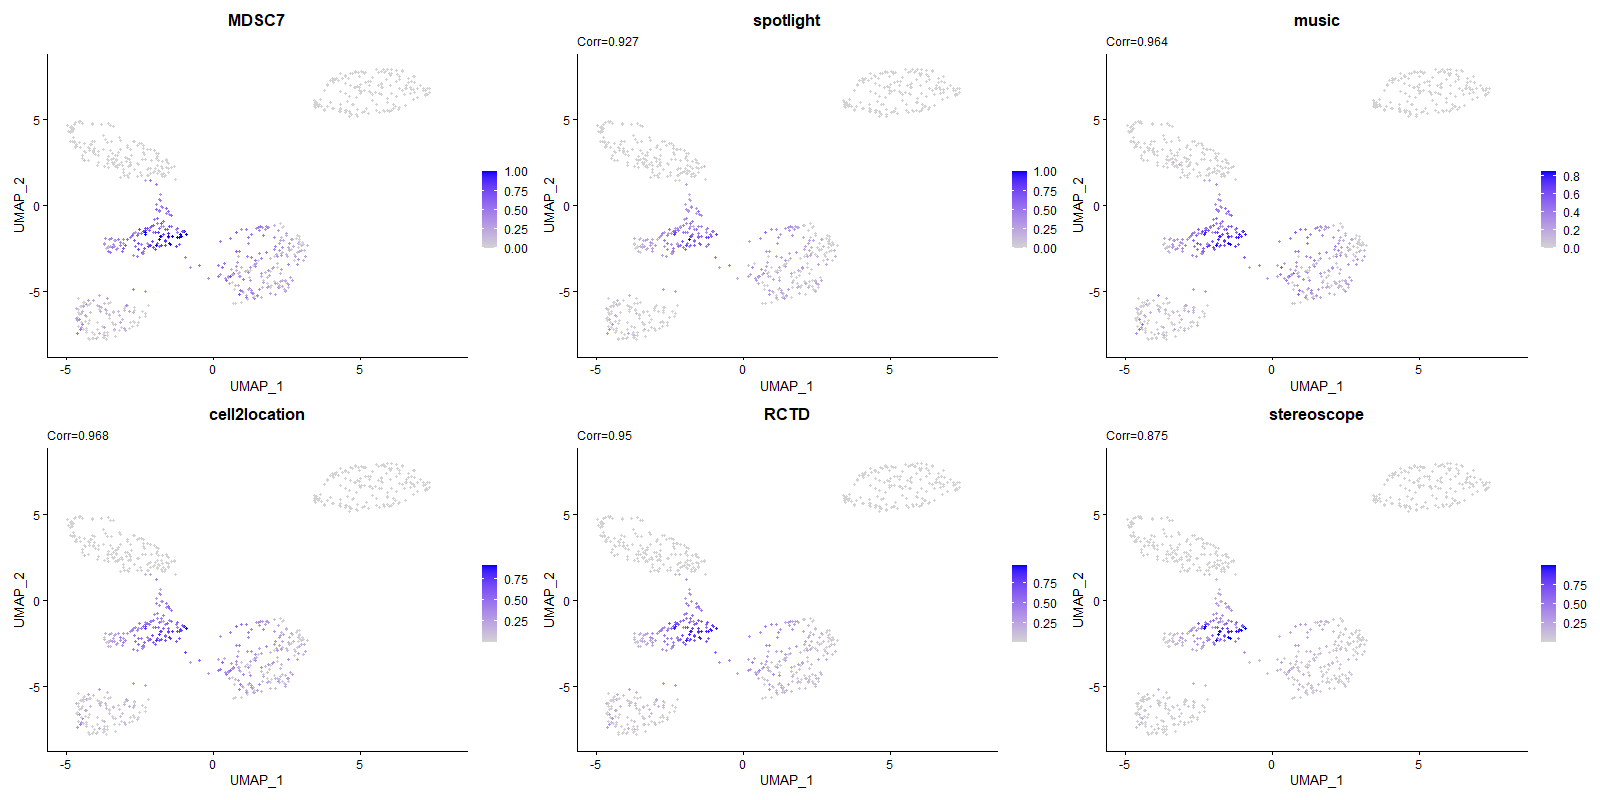 MDSC7
UMAP_2
5
0
-5
-5
0
5
UMAP_1
1.00
0.75
0.50
0.25
0.00
spotlight
Corr=0.927
UMAP_2
5
0
-5
-5
0
5
UMAP_1
1.00
0.75
0.50
0.25
0.00
music
Corr=0.964
UMAP_2
5
0
-5
-5
0
5
UMAP_1
0.8
0.6
0.4
0.2
0.0
cell2location
Corr=0.968
UMAP_2
5
0
-5
-5
0
5
UMAP_1
0.75
0.50
0.25
RCTD
Corr=0.95
UMAP_2
5
0
-5
-5
0
5
UMAP_1
0.75
0.50
0.25
stereoscope
Corr=0.875
UMAP_2
5
0
-5
-5
0
5
UMAP_1
0.75
0.50
0.25